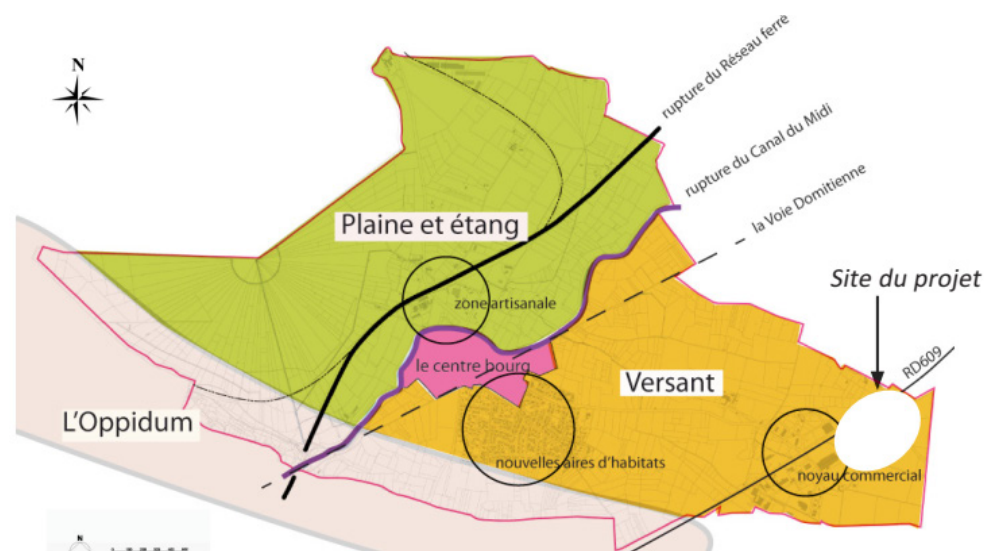 N
rupture du Réseau ferre
rupture du Canal du Midi
la Voie Domitienne
Plaine et étang
Site du projet
zone artisanale
RD609
le centre bourg
Versant
L'Oppidum
nouvelles aires d'habitats
noyau commercial
N